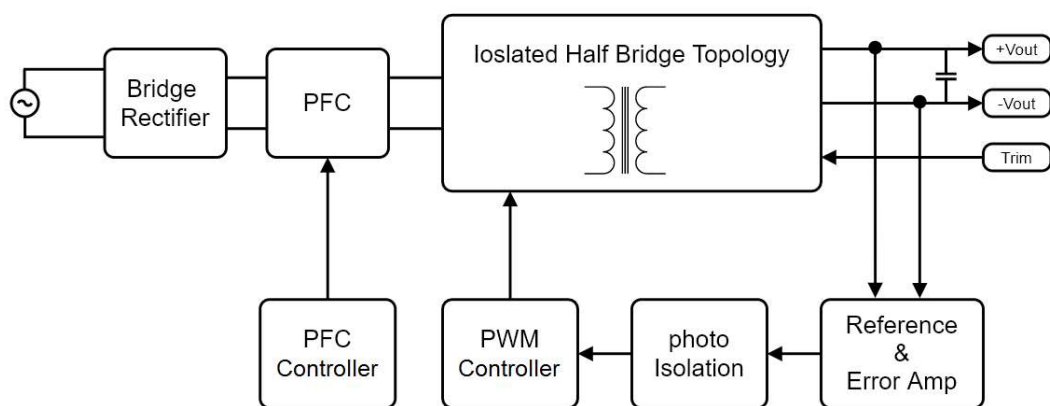 Ioslated Half Bridge Topology
+Vout
Bridge
Rectifier
PFC
-Vout
Trim
PFC
Controller
PWM
Controller
photo
Isolation
Reference
&
Error Amp